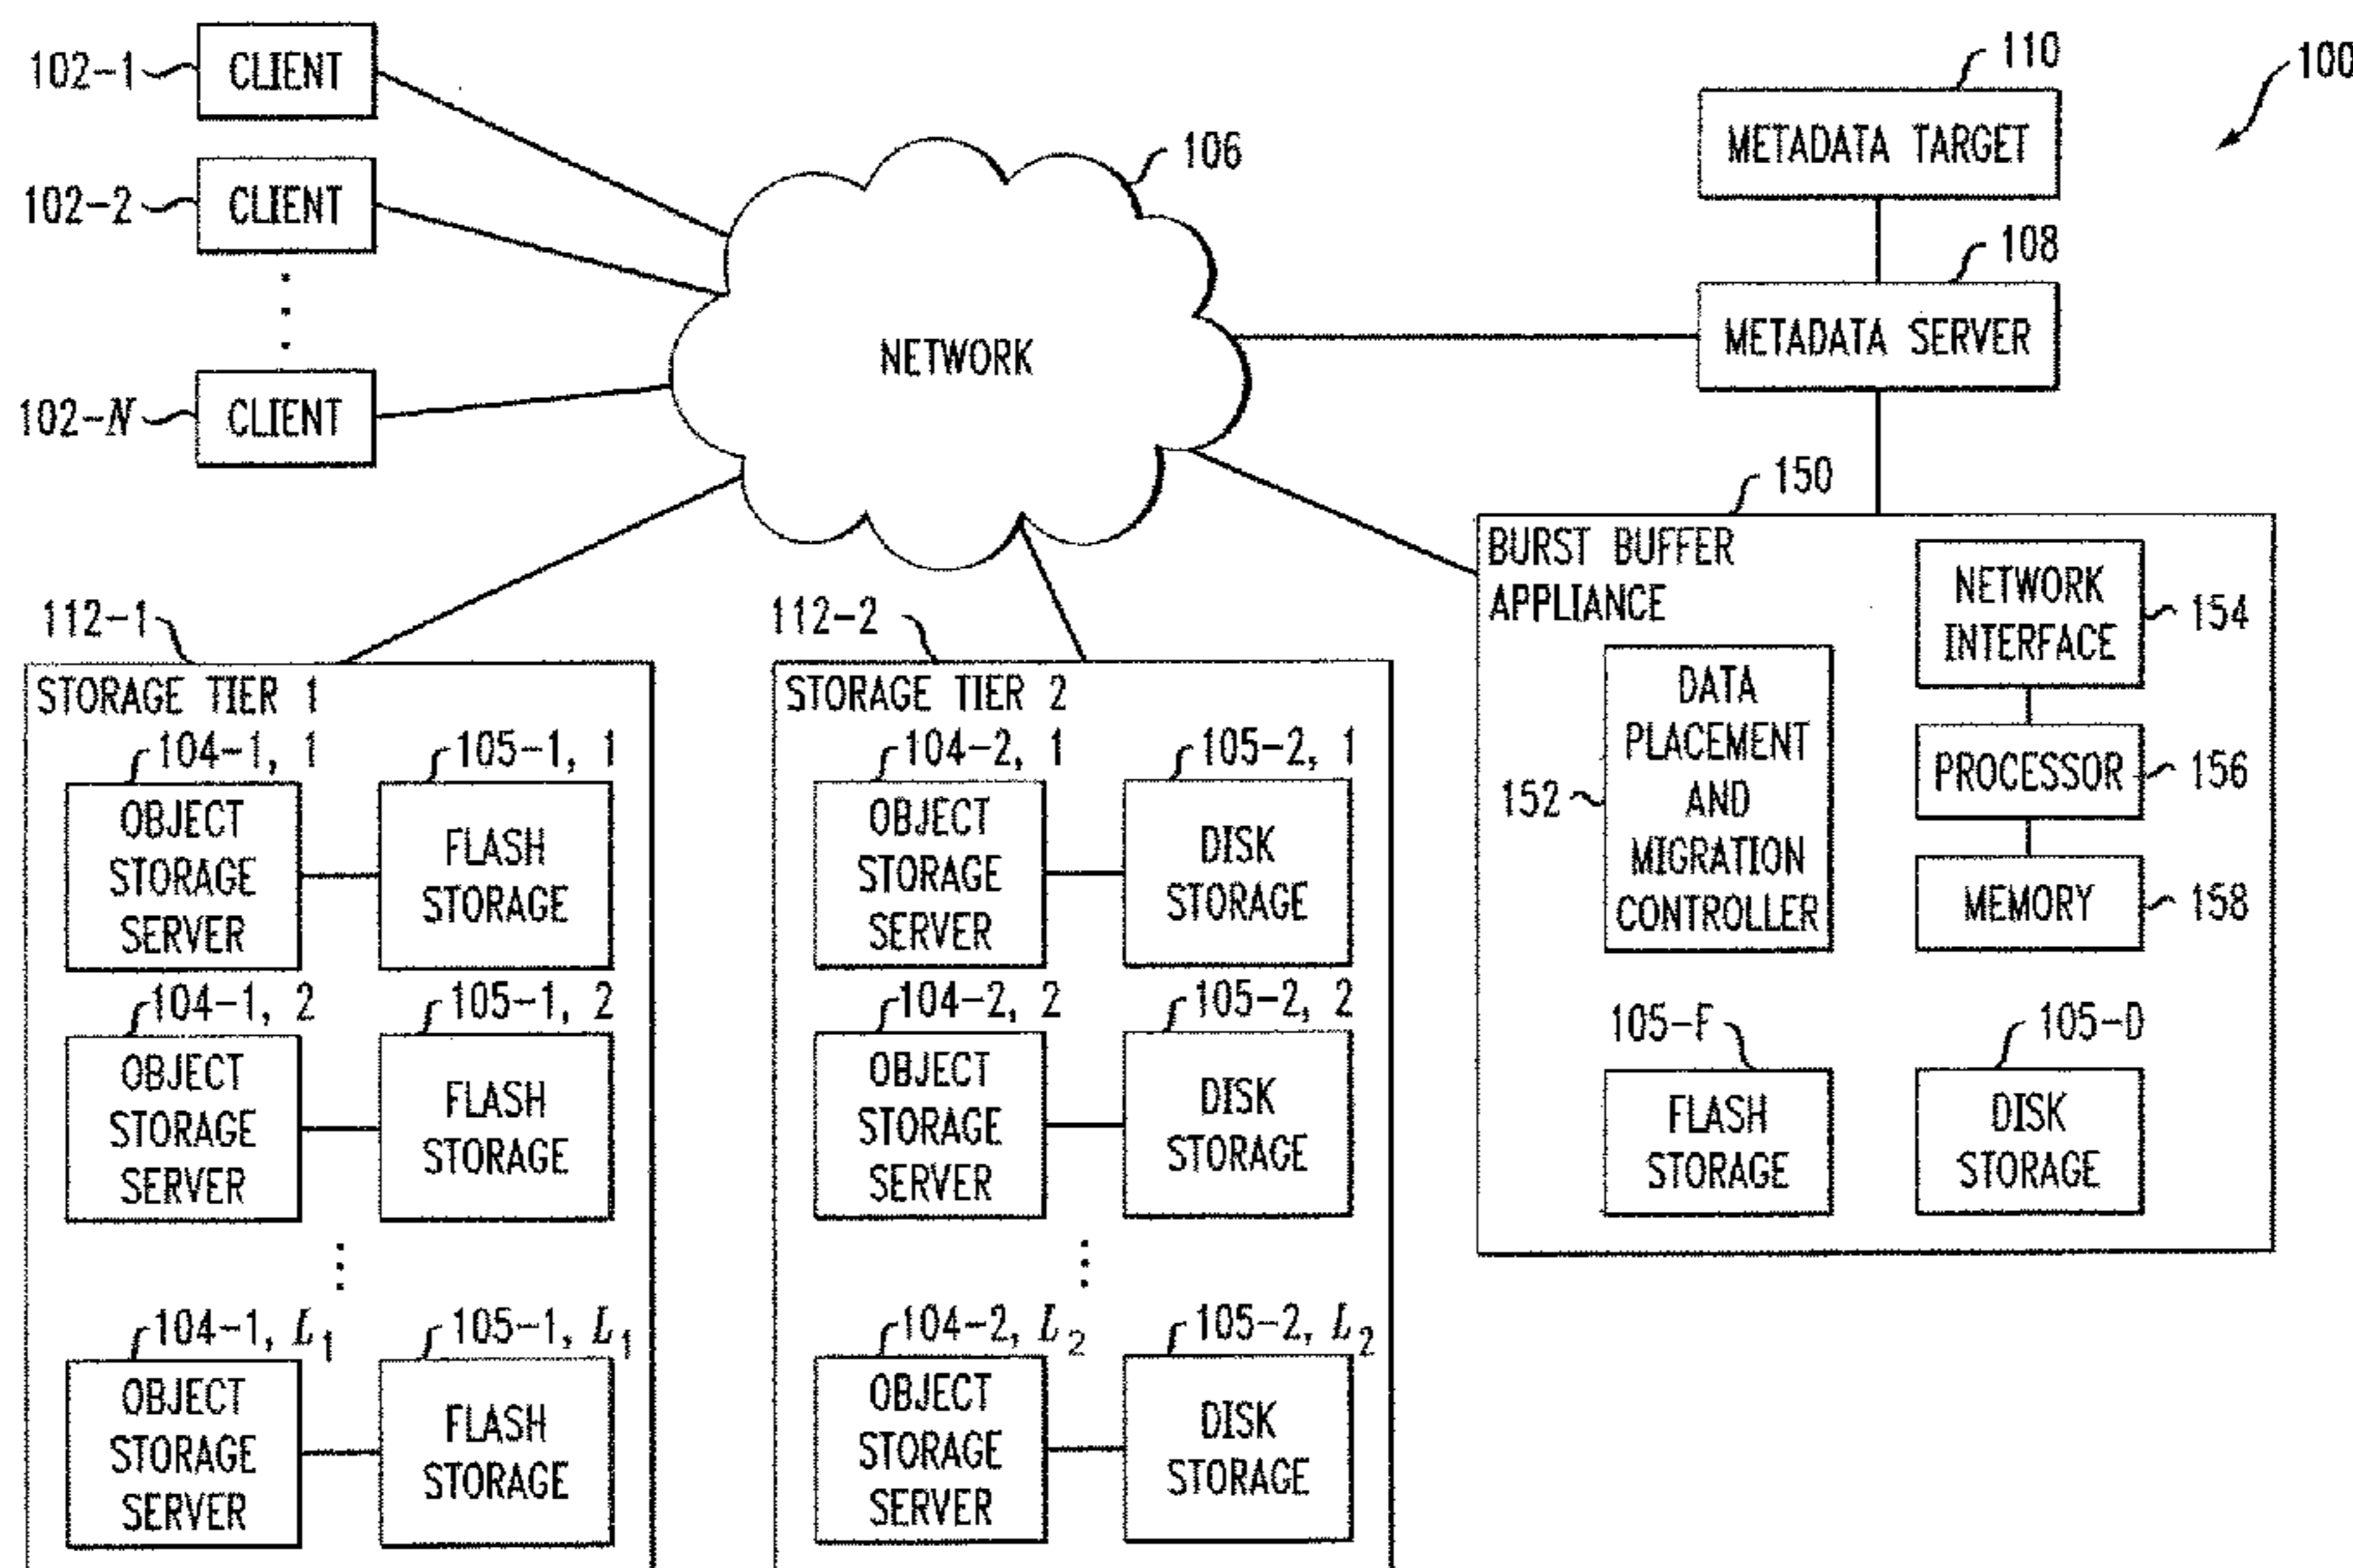 102-1
CLIENT
102-2
CLIENT
102-N
CLIENT
106
NETWORK
110
100
METADATA TARGET
108
METADATA SERVER
150
BURST BUFFER
APPLIANCE
NETWORK
INTERFACE
154
PROCESSOR
156
MEMORY
158
152
DATA
PLACEMENT
AND
MIGRATION
CONTROLLER
105-F
FLASH
STORAGE
105-D
DISK
STORAGE
112-1
STORAGE TIER 1
104-1, 1
105-1, 1
OBJECT
STORAGE
SERVER
FLASH
STORAGE
104-1, 2
105-1, 2
OBJECT
STORAGE
SERVER
FLASH
STORAGE
104-1, L1
105-1, L1
OBJECT
STORAGE
SERVER
FLASH
STORAGE
112-2
STORAGE TIER 2
104-2, 1
105-2, 1
OBJECT
STORAGE
SERVER
DISK
STORAGE
104-2, 2
105-2, 2
OBJECT
STORAGE
SERVER
DISK
STORAGE
104-2, L2
105-2, L2
OBJECT
STORAGE
SERVER
DISK
STORAGE